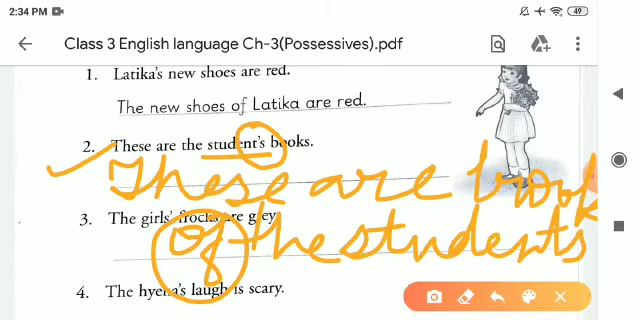 2:34 PM
49
Class 3 English language Ch-3(Possessives).pdf
1. Latika's new shoes are red.
The new shoes of Latika are red.
2. These are the student's books.
These are book
3. The girls' frocks are grey
of the students
4. The hyena's laugh is scary.